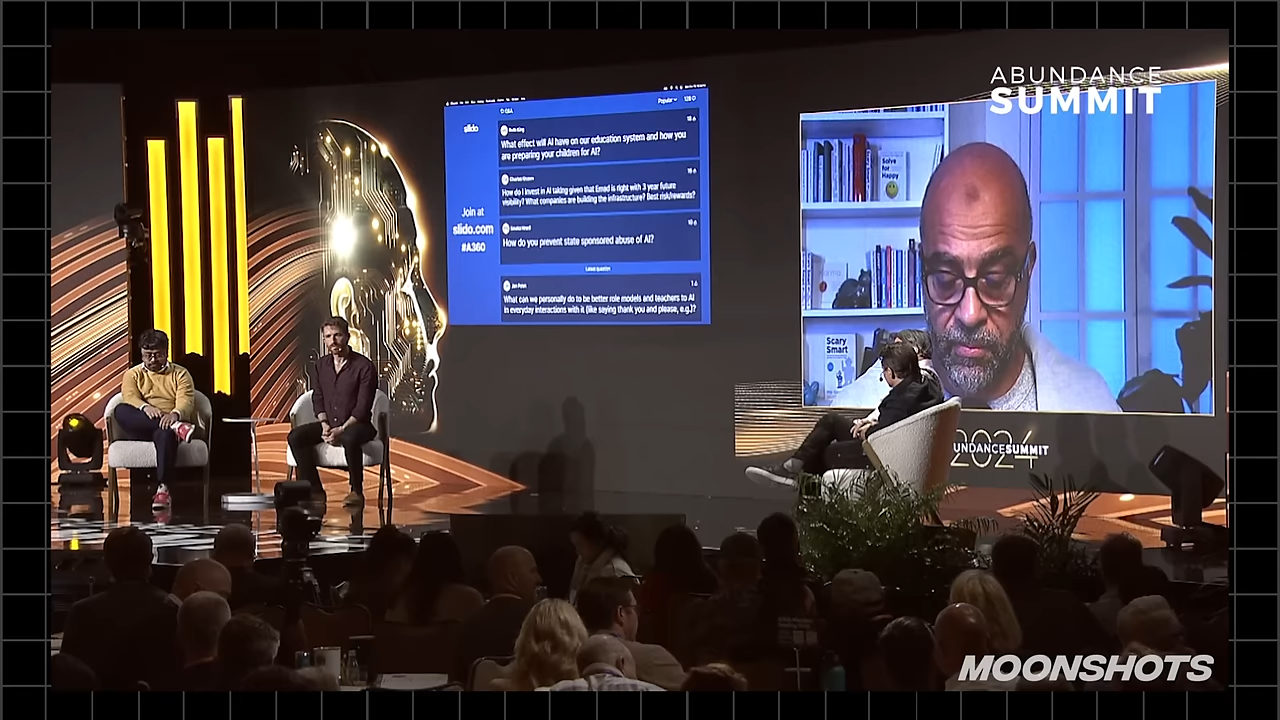 ABUNDANCE
SUMMIT
Popular
slido
What effect will AI have on our education system and how you
are preparing your children for AI?
How do I invest in AI taking given that Emad is right with 3 year future
visibility? What companies are building the infrastructure? Best risk/rewards?
Join at
slido.com
#A360
How do you prevent state sponsored abuse of AI?
What can we personally do to be better role models and teachers to AI
in everyday interactions with it (like saying thank you and please, e.g.)?
Solve
for
Happy
Scary
Smart
2024
UNDANCESUMMIT
MOONSHOTS